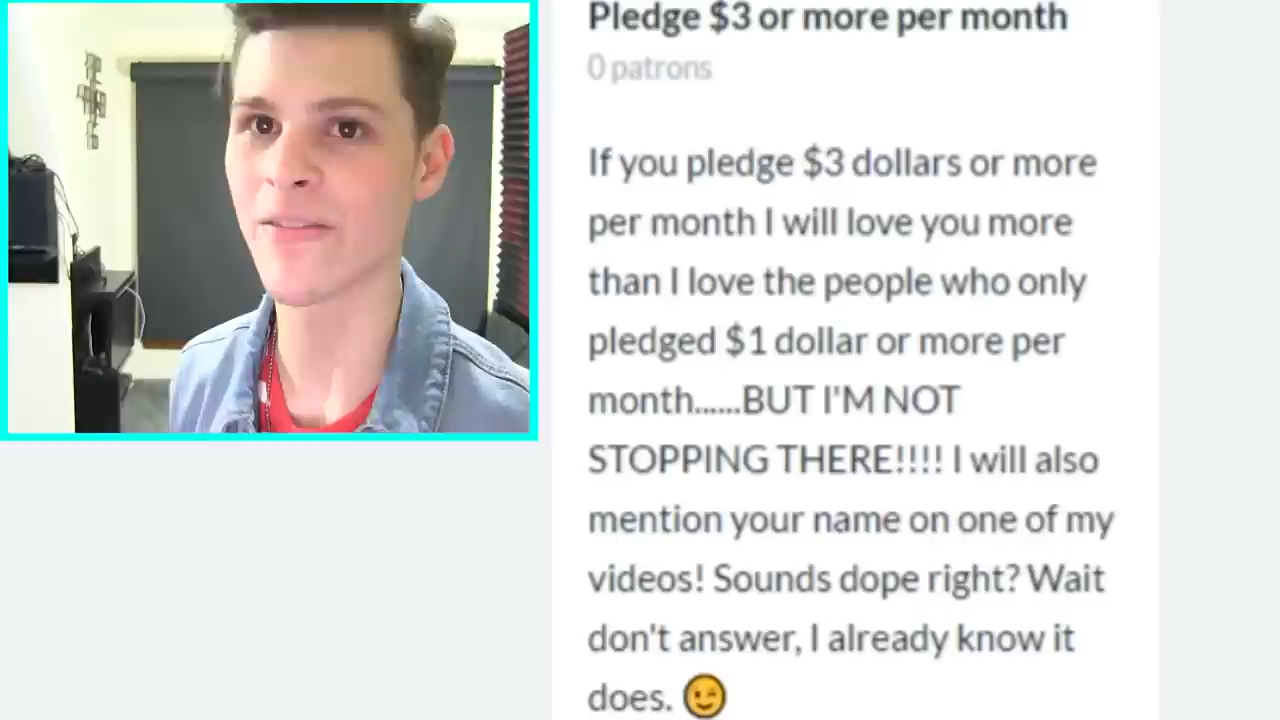 Pledge $3 or more per month
0 patrons
If you pledge $3 dollars or more
per month I will love you more
than I love the people who only
pledged $1 dollar or more per
month......BUT I'M NOT
STOPPING THERE!!!! I will also
mention your name on one of my
videos! Sounds dope right? Wait
don't answer, I already know it
does. 😉